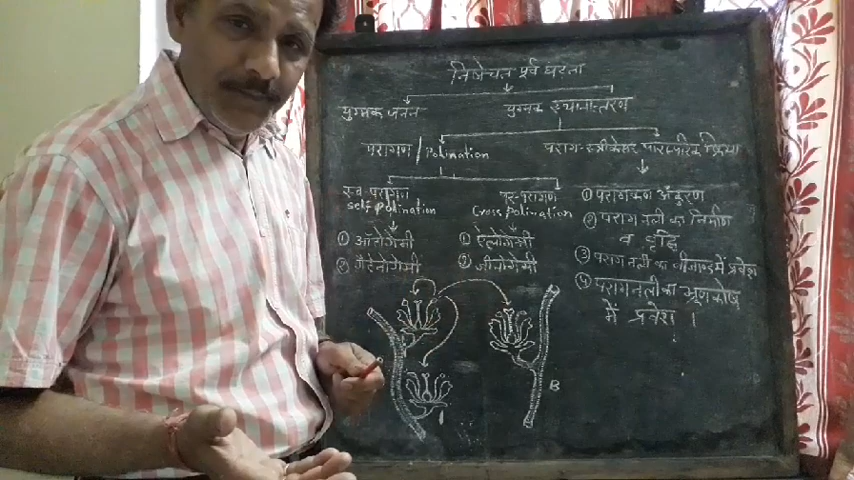 निषेचन पूर्व घटना
युग्मक जनन
युग्मक स्थानान्तरण
परागण / Polination
पराग-स्त्रीकेसर पारस्परिक क्रिया
स्व परागण
self Polination
① आटोगैमी
② गैटेनोगेमी
पर-परागण
Cross Polination
① ऐलोगैमी
② जीनोगेमी
① परागकण अंकुरण
② पराग नली का निर्माण
व वृद्धि
③ पराग नली का बीजाण्ड में प्रवेश
④ पराग नली का भ्रूणकोष
में प्रवेश ।
B